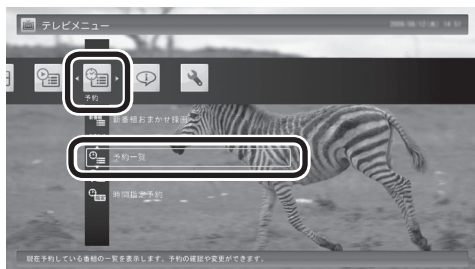 テレビメニュー
予約
新番組おまかせ録画
予約一覧
時間指定予約
現在予約している番組の一覧を表示します。予約の確認や変更ができます。